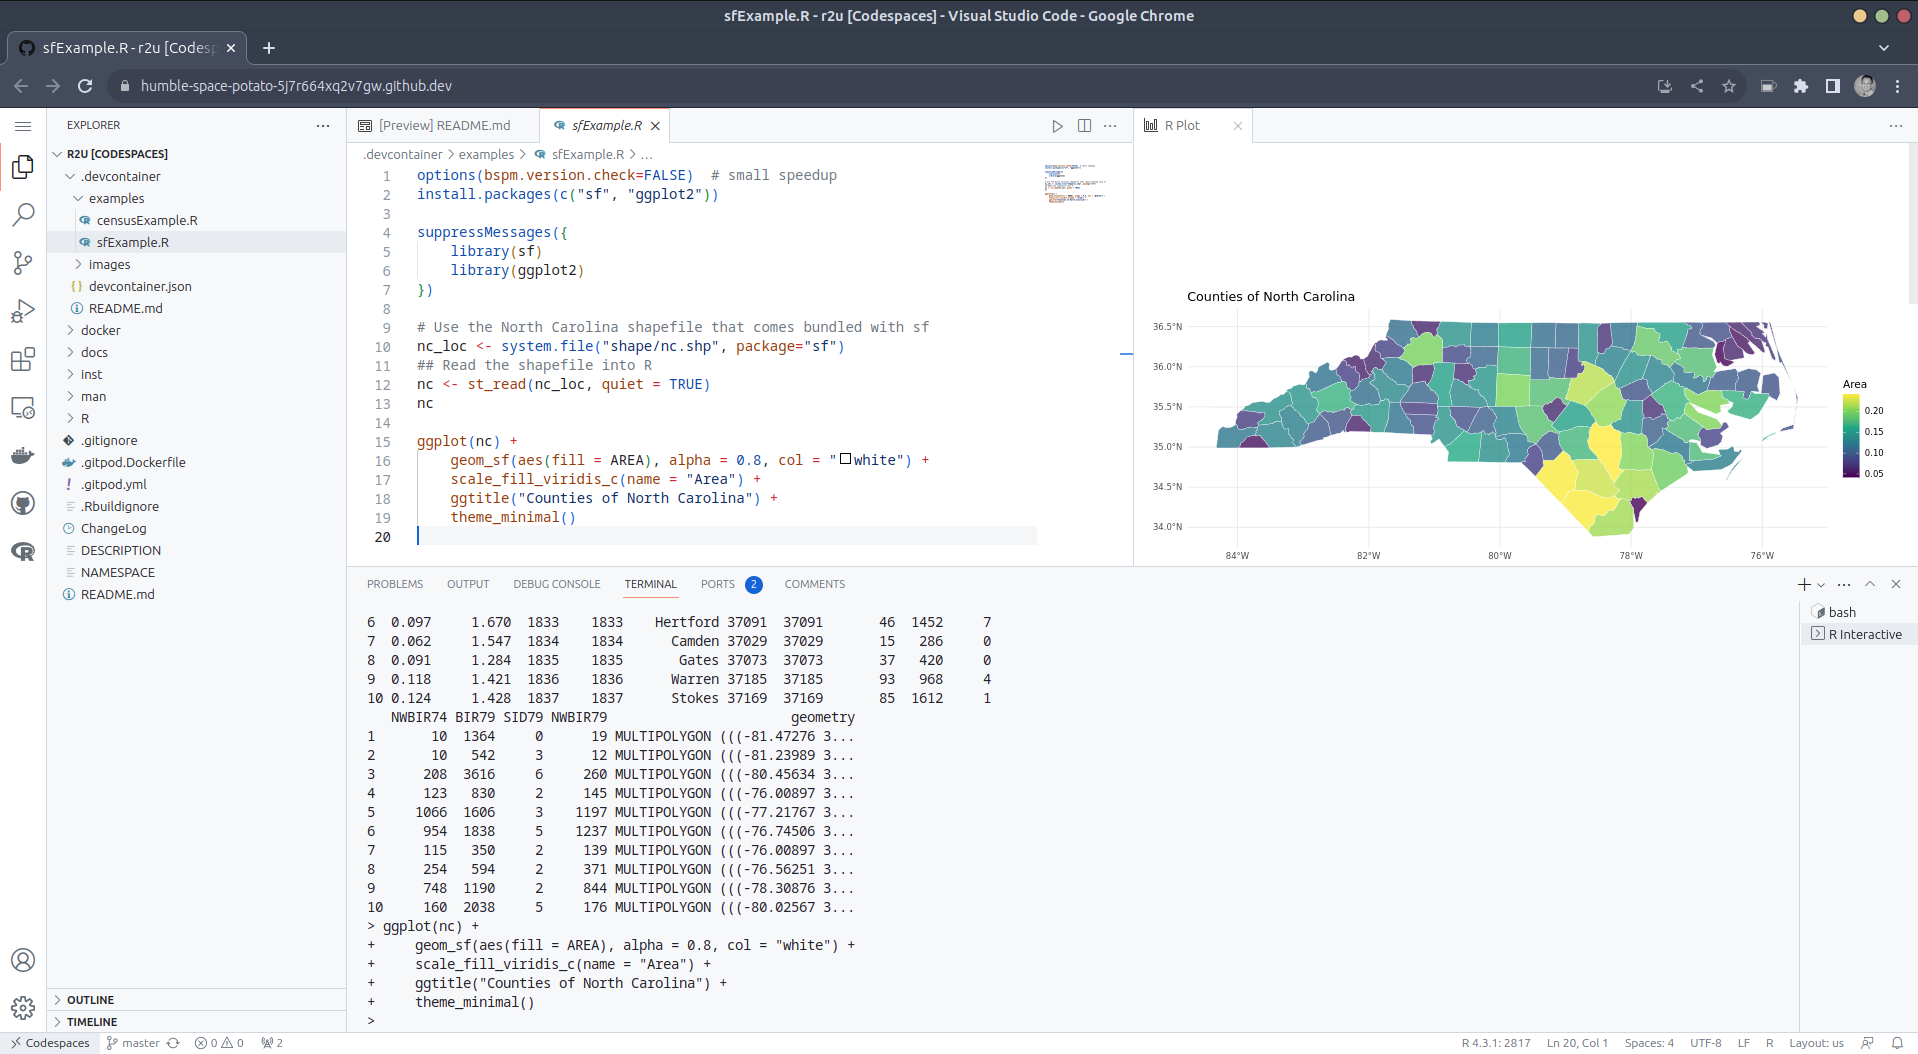 sfExample.R - r2u [Codespaces] - Visual Studio Code - Google Chrome
sfExample.R - r2u [Codesp
humble-space-potato-5j7r664xq2v7gw.github.dev
EXPLORER
R2U [CODESPACES]
.devcontainer
examples
censusExample.R
sfExample.R
images
devcontainer.json
README.md
docker
docs
inst
man
R
.gitignore
.gitpod.Dockerfile
.gitpod.yml
.Rbuildignore
ChangeLog
DESCRIPTION
NAMESPACE
README.md
OUTLINE
TIMELINE
[Preview] README.md
sfExample.R
.devcontainer > examples > sfExample.R > ...
1 options(bspm.version.check=FALSE)  # small speedup
2 install.packages(c("sf", "ggplot2"))
3
4 suppressMessages({
5     library(sf)
6     library(ggplot2)
7 })
8
9 # Use the North Carolina shapefile that comes bundled with sf
10 nc_loc <- system.file("shape/nc.shp", package="sf")
11 ## Read the shapefile into R
12 nc <- st_read(nc_loc, quiet = TRUE)
13 nc
14
15 ggplot(nc) +
16     geom_sf(aes(fill = AREA), alpha = 0.8, col = "white") +
17     scale_fill_viridis_c(name = "Area") +
18     ggtitle("Counties of North Carolina") +
19     theme_minimal()
20
R Plot
Counties of North Carolina
36.5°N
36.0°N
35.5°N
35.0°N
34.5°N
34.0°N
84°W 82°W 80°W 78°W 76°W
Area
0.20
0.15
0.10
0.05
PROBLEMS OUTPUT DEBUG CONSOLE TERMINAL PORTS 2 COMMENTS
6  0.097     1.670  1833    1833    Hertford 37091  37091       46  1452     7
7  0.062     1.547  1834    1834      Camden 37029  37029       15   286     0
8  0.091     1.284  1835    1835       Gates 37073  37073       37   420     0
9  0.118     1.421  1836    1836      Warren 37185  37185       93   968     4
10 0.124     1.428  1837    1837      Stokes 37169  37169       85  1612     1
   NWBIR74 BIR79 SID79 NWBIR79                       geometry
1       10  1364     0      19 MULTIPOLYGON (((-81.47276 3...
2       10   542     3      12 MULTIPOLYGON (((-81.23989 3...
3      208  3616     6     260 MULTIPOLYGON (((-80.45634 3...
4      123   830     2     145 MULTIPOLYGON (((-76.00897 3...
5     1066  1606     3    1197 MULTIPOLYGON (((-77.21767 3...
6      954  1838     5    1237 MULTIPOLYGON (((-76.74506 3...
7      115   350     2     139 MULTIPOLYGON (((-76.00897 3...
8      254   594     2     371 MULTIPOLYGON (((-76.56251 3...
9      748  1190     2     844 MULTIPOLYGON (((-78.30876 3...
10     160  2038     5     176 MULTIPOLYGON (((-80.02567 3...
> ggplot(nc) +
+     geom_sf(aes(fill = AREA), alpha = 0.8, col = "white") +
+     scale_fill_viridis_c(name = "Area") +
+     ggtitle("Counties of North Carolina") +
+     theme_minimal()
>
bash
R Interactive
Codespaces master 0 0 2
R 4.3.1: 2817 Ln 20, Col 1 Spaces: 4 UTF-8 LF R Layout: us